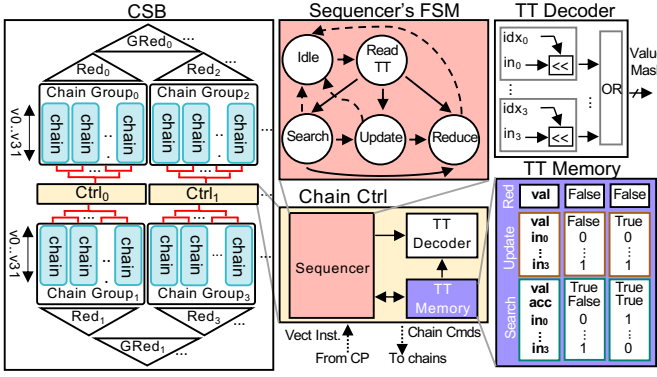 CSB
GRed0
...
Red0
Red2
...
Chain Group0
Chain Group2
v0..v31
chain
chain
...
chain
chain
chain
...
chain
...
Ctrl0
Ctrl1
...
v0..v31
chain
chain
...
chain
chain
chain
...
chain
...
Chain Group1
Chain Group3
Red1
Red3
...
GRed1
...
Sequencer's FSM
Idle
Read
TT
Search
Update
Reduce
TT Decoder
idx0
in0
<<
idx3
in3
<<
OR
Value
Mas
Chain Ctrl
Sequencer
TT
Decoder
TT
Memory
Vect Inst.
From CP
Chain Cmds
To chains
TT Memory
Red
val False False
Update
val False True
in0 0 0
⋮ ⋮ ⋮
in3 1 1
Search
val True True
acc False True
in0 0 1
⋮ ⋮ ⋮
in3 1 0